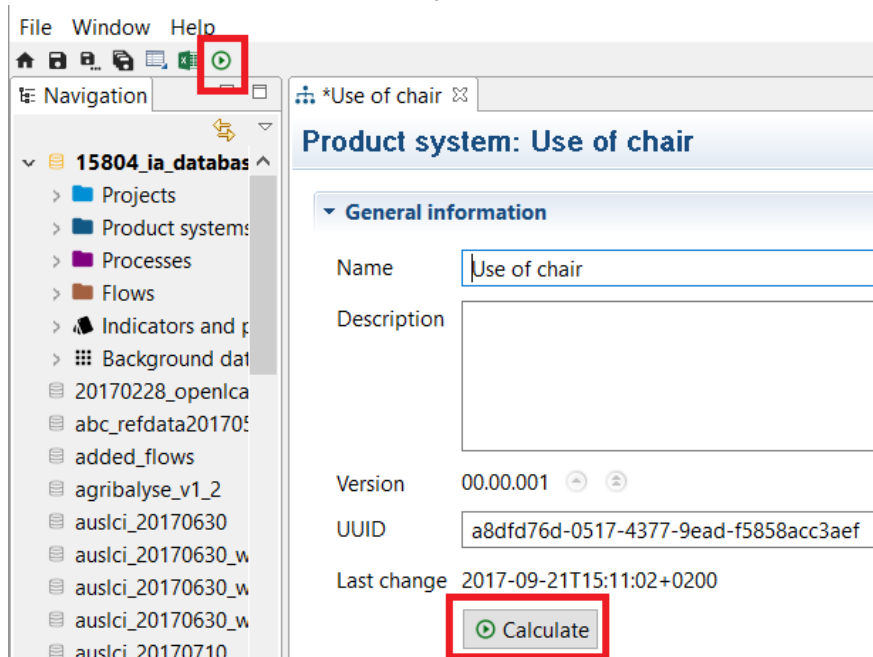 File Window Help
Navigation
*Use of chair
Product system: Use of chair
15804_ia_databas
Projects
Product systems
Processes
Flows
Indicators and p
Background dat
20170228_openlca
abc_refdata201705
added_flows
agribalyse_v1_2
auslci_20170630
auslci_20170630_w
auslci_20170630_w
auslci_20170630_w
auslci_20170710
General information
Name
Use of chair
Description
Version 00.00.001
UUID a8dfd76d-0517-4377-9ead-f5858acc3aef
Last change 2017-09-21T15:11:02+0200
Calculate